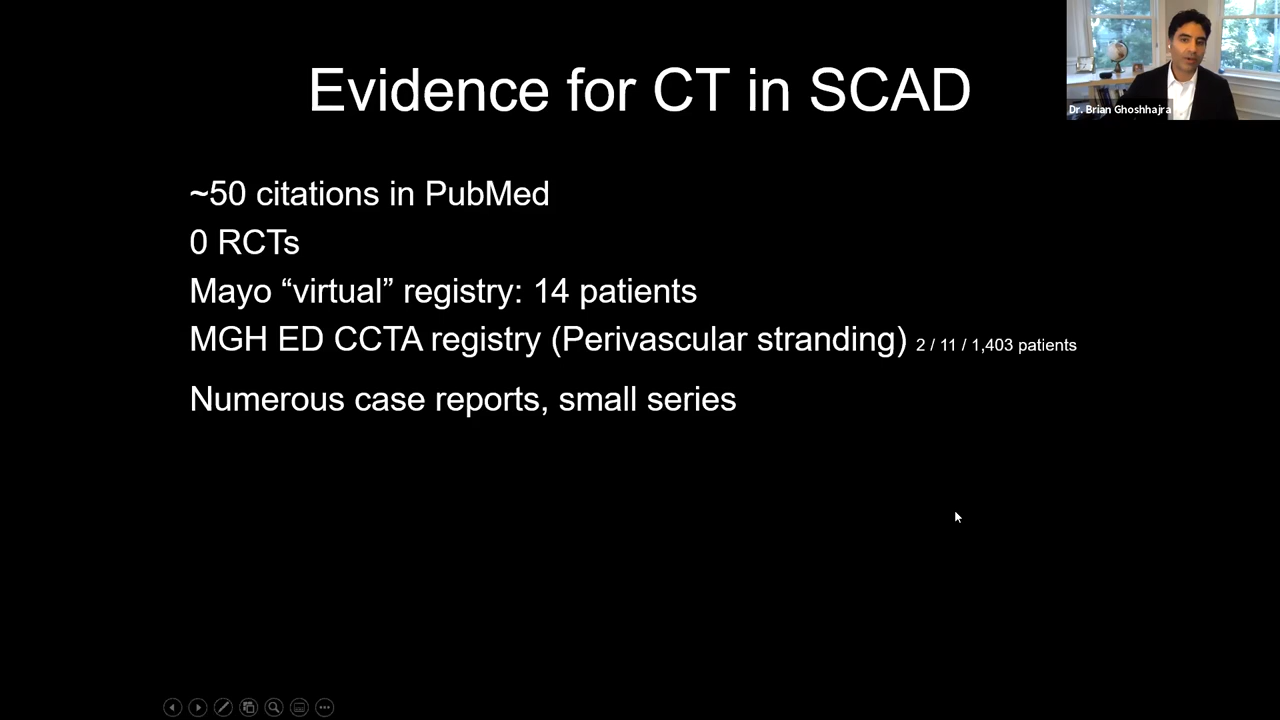 Evidence for CT in SCAD
Dr. Brian Ghoshhajra
~50 citations in PubMed
0 RCTs
Mayo “virtual” registry: 14 patients
MGH ED CCTA registry (Perivascular stranding) 2 / 11 / 1,403 patients
Numerous case reports, small series